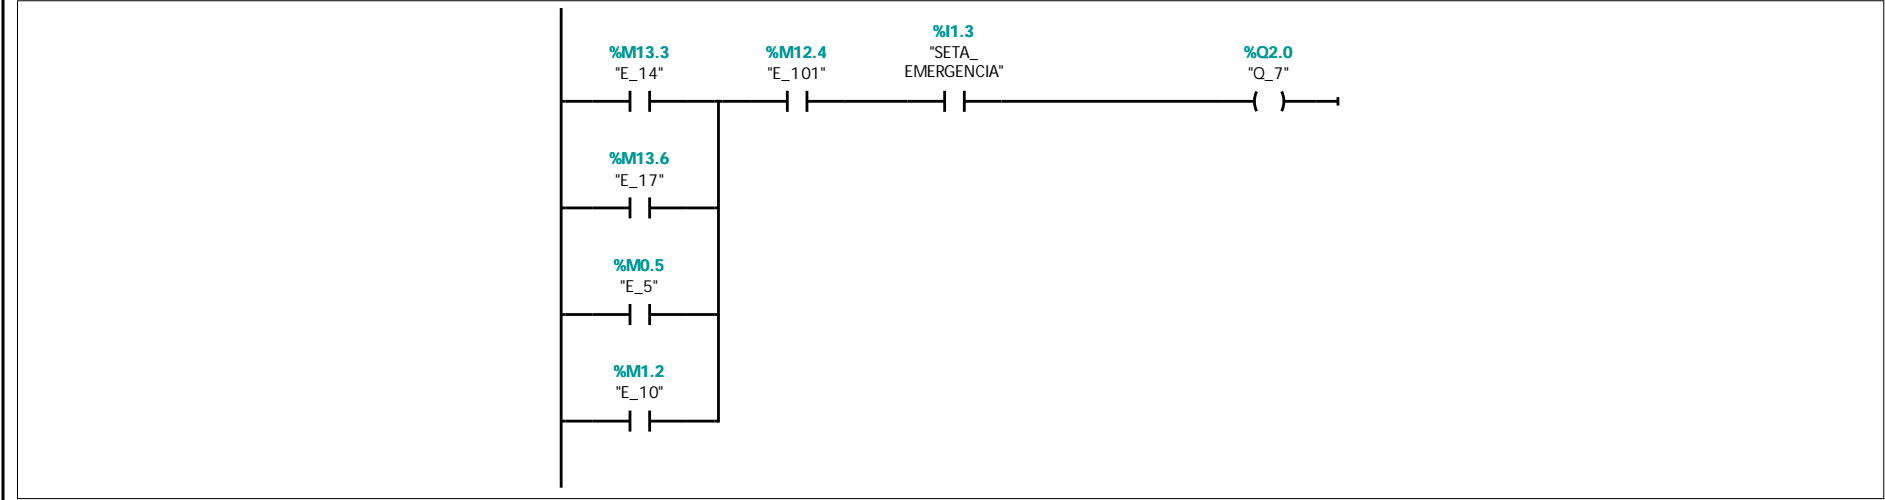 %M13.3
"E_14"
%M12.4
"E_101"
%I1.3
"SETA_
EMERGENCIA"
%Q2.0
"Q_7"
%M13.6
"E_17"
%M0.5
"E_5"
%M1.2
"E_10"